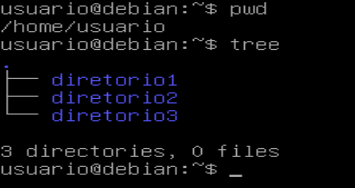 usuario@debian:~$ pwd
/home/usuario
usuario@debian:~$ tree
.
├── diretorio1
├── diretorio2
└── diretorio3
3 directories, 0 files
usuario@debian:~$ _